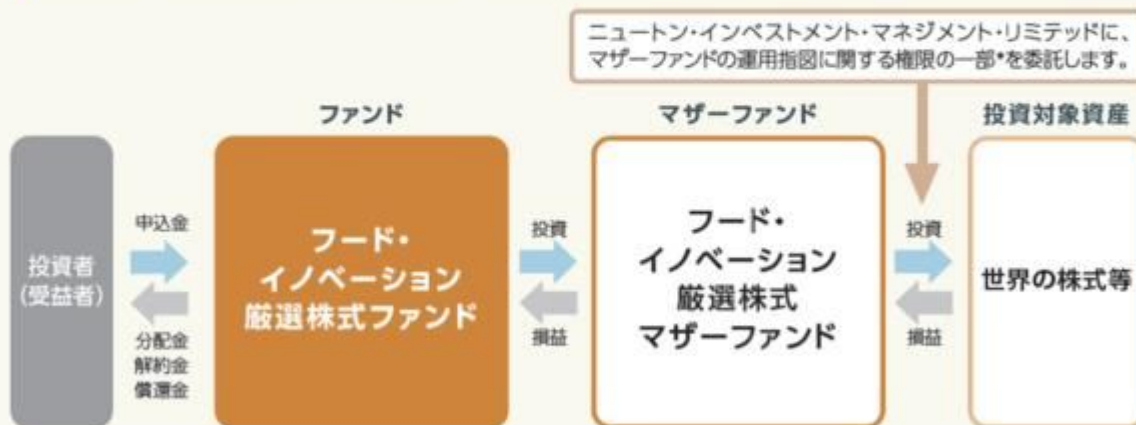 ニュートン・インベストメント・マネジメント・リミテッドに、
マザーファンドの運用指図に関する権限の一部*を委託します。
ファンド
マザーファンド
投資対象資産
投資者
(受益者)
申込金
分配金
解約金
償還金
フード・
イノベーション
厳選株式ファンド
投資
損益
フード・
イノベーション
厳選株式
マザーファンド
投資
損益
世界の株式等